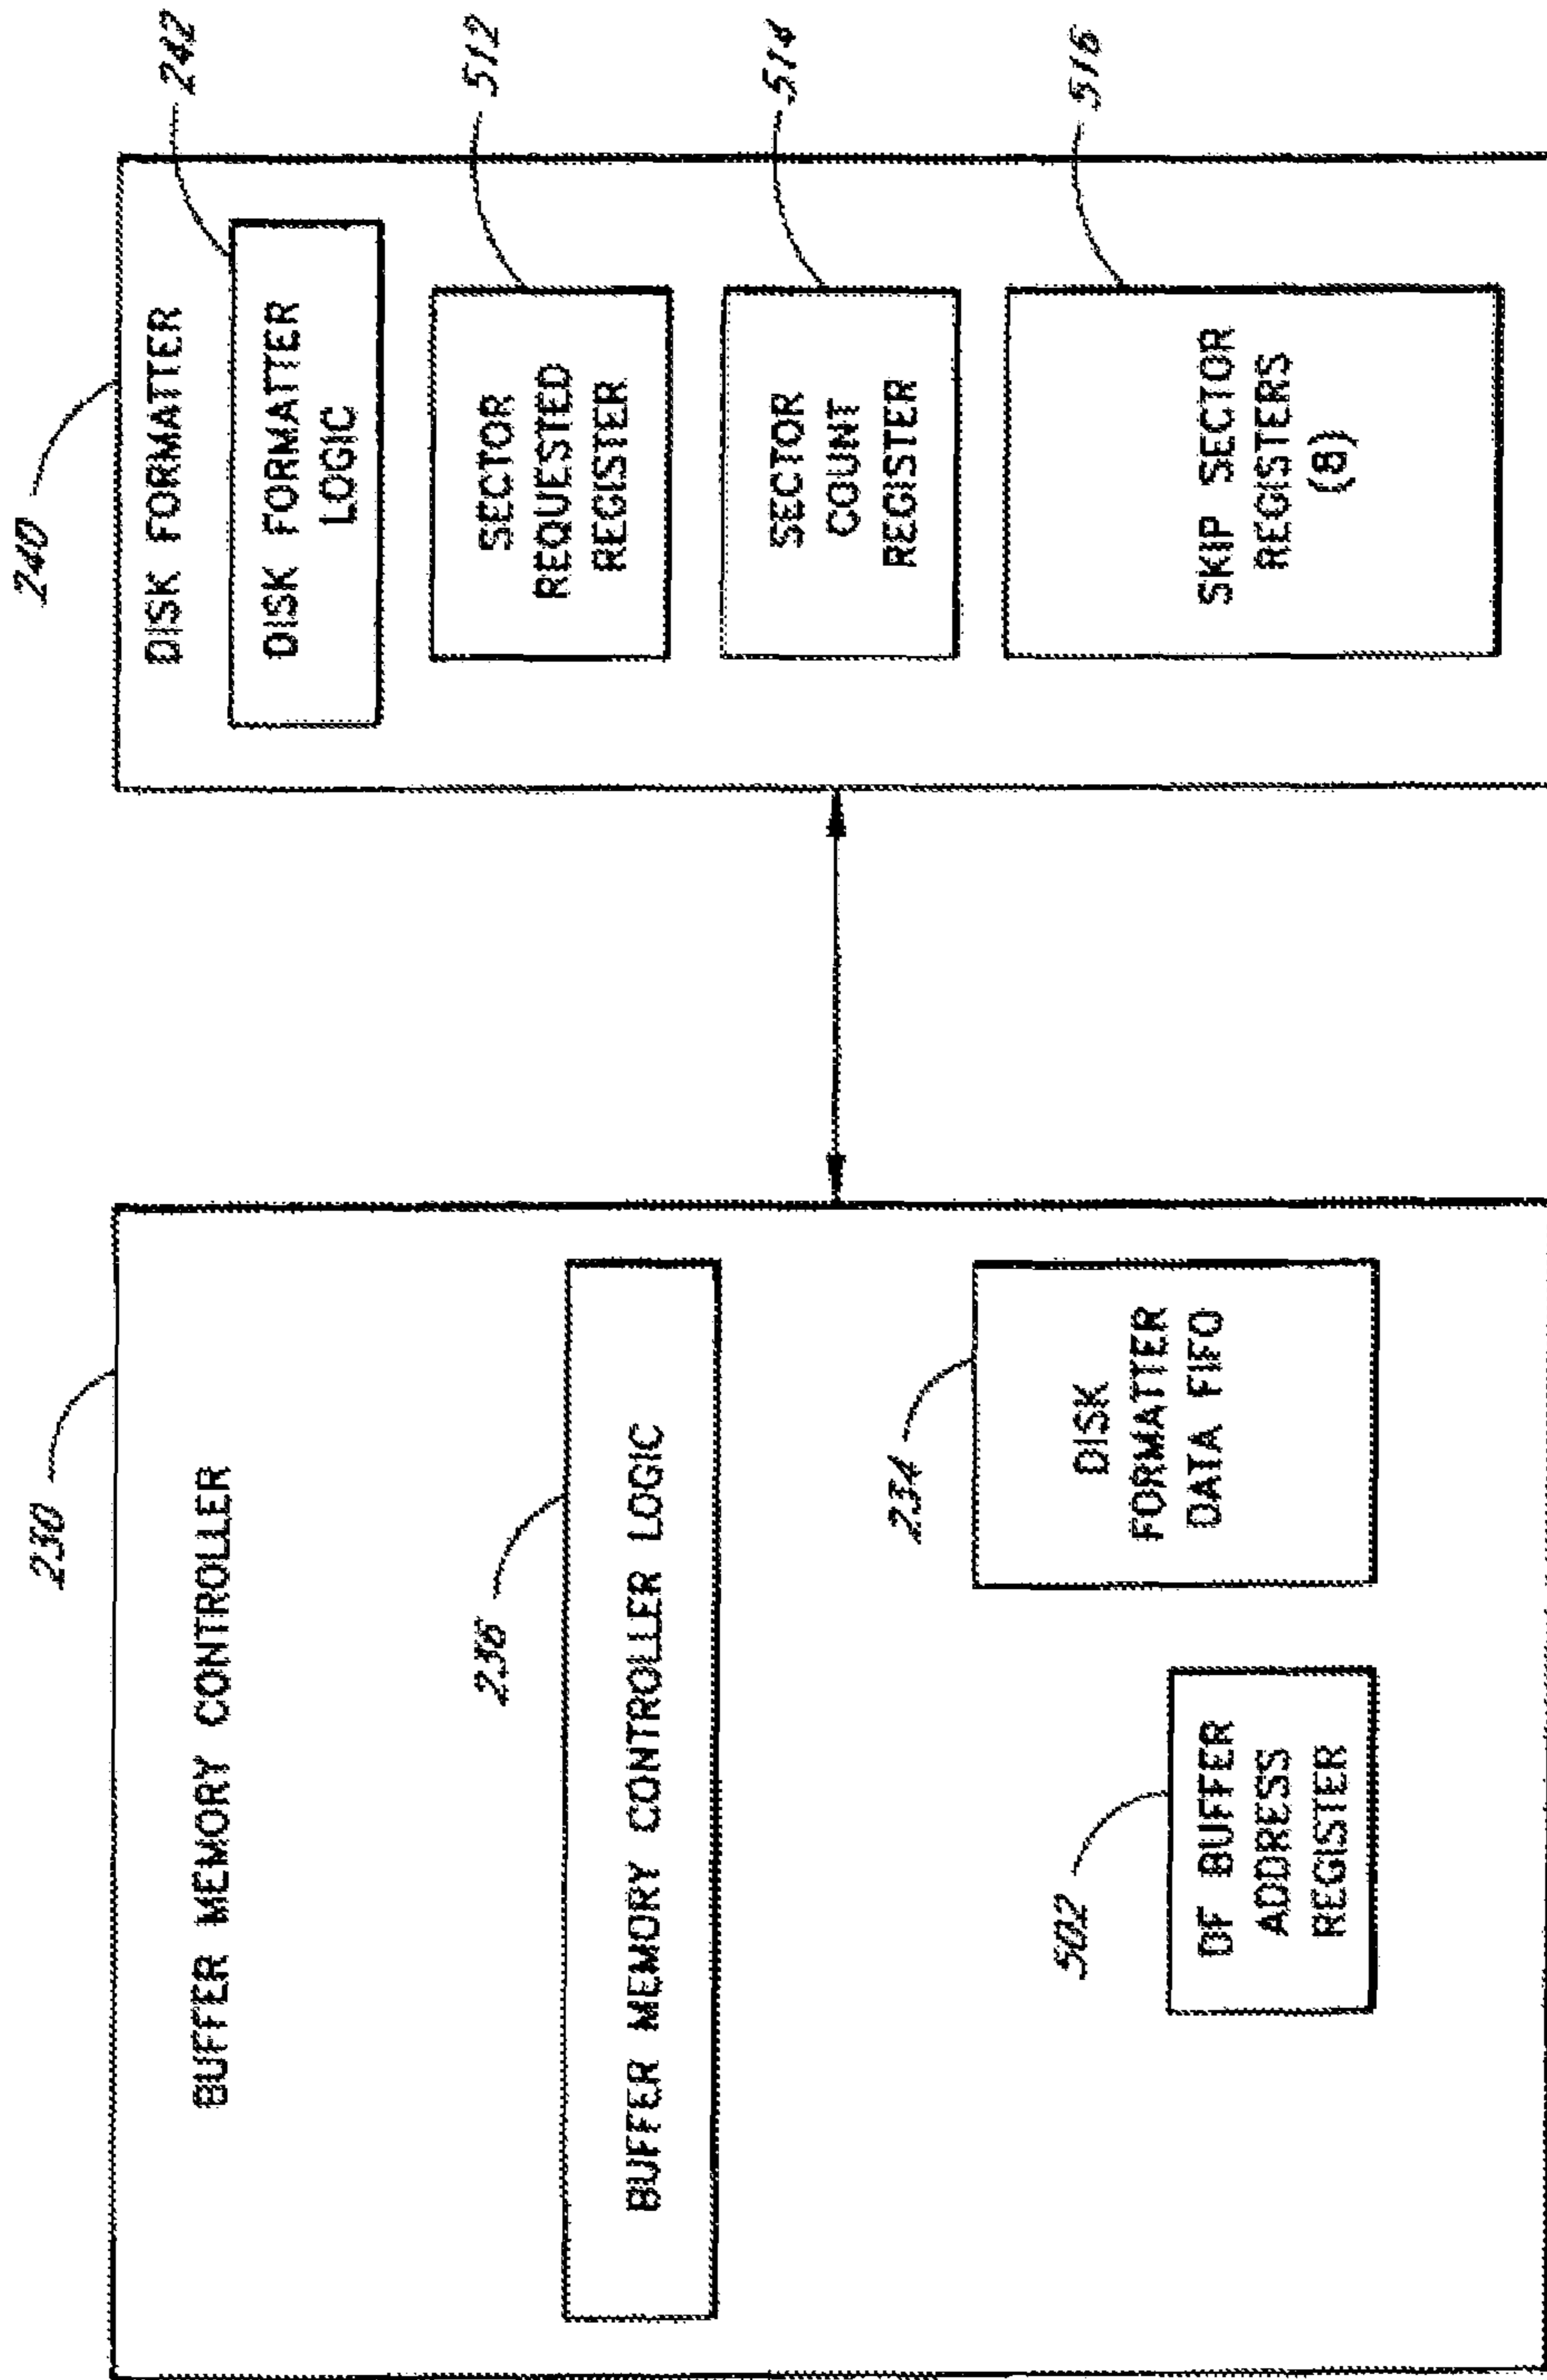 230
BUFFER MEMORY CONTROLLER
236
BUFFER MEMORY CONTROLLER LOGIC
502
DF BUFFER
ADDRESS
REGISTER
234
DISK
FORMATTER
DATA FIFO
240
DISK FORMATTER
242
DISK FORMATTER
LOGIC
512
SECTOR
REQUESTED
REGISTER
514
SECTOR
COUNT
REGISTER
516
SKIP SECTOR
REGISTERS
(8)